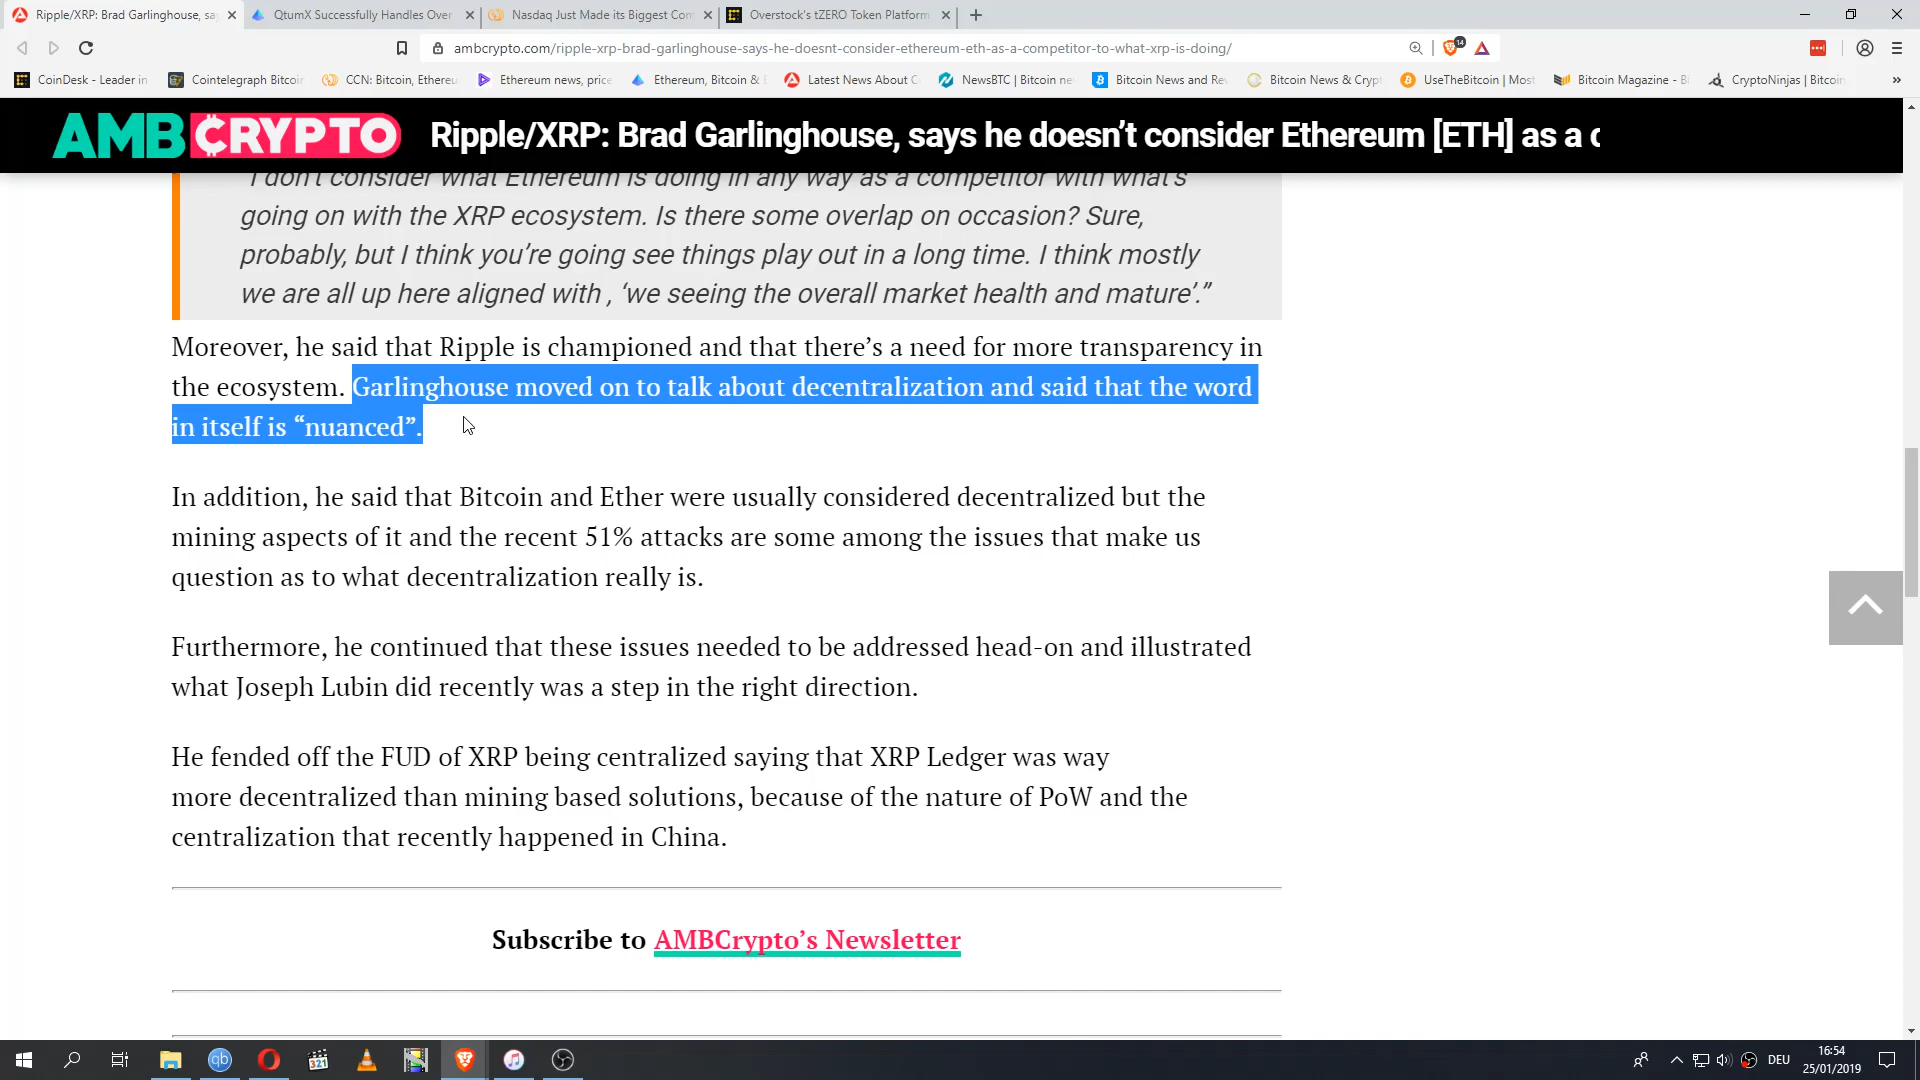 Ripple/XRP: Brad Garlinghouse, sa
QtumX Successfully Handles Over
Nasdaq Just Made its Biggest Con
Overstock's tZERO Token Platform
ambcrypto.com/ripple-xrp-brad-garlinghouse-says-he-doesnt-consider-ethereum-eth-as-a-competitor-to-what-xrp-is-doing/
14
CoinDesk - Leader in
Cointelegraph Bitcoin
CCN: Bitcoin, Ethereu
Ethereum news, price
Ethereum, Bitcoin &
Latest News About C
NewsBTC | Bitcoin ne
Bitcoin News and Re
Bitcoin News & Crypt
UseTheBitcoin | Most
Bitcoin Magazine - Bi
CryptoNinjas | Bitcoin
»
AMBCRYPTO
Ripple/XRP: Brad Garlinghouse, says he doesn’t consider Ethereum [ETH] as a c
“I don’t consider what Ethereum is doing in any way as a competitor with what’s
going on with the XRP ecosystem. Is there some overlap on occasion? Sure,
probably, but I think you’re going see things play out in a long time. I think mostly
we are all up here aligned with , ‘we seeing the overall market health and mature’.”
Moreover, he said that Ripple is championed and that there’s a need for more transparency in
the ecosystem. Garlinghouse moved on to talk about decentralization and said that the word
in itself is “nuanced”.
In addition, he said that Bitcoin and Ether were usually considered decentralized but the
mining aspects of it and the recent 51% attacks are some among the issues that make us
question as to what decentralization really is.
Furthermore, he continued that these issues needed to be addressed head-on and illustrated
what Joseph Lubin did recently was a step in the right direction.
He fended off the FUD of XRP being centralized saying that XRP Ledger was way
more decentralized than mining based solutions, because of the nature of PoW and the
centralization that recently happened in China.
Subscribe to AMBCrypto’s Newsletter
qb
321
DEU
16:54
25/01/2019